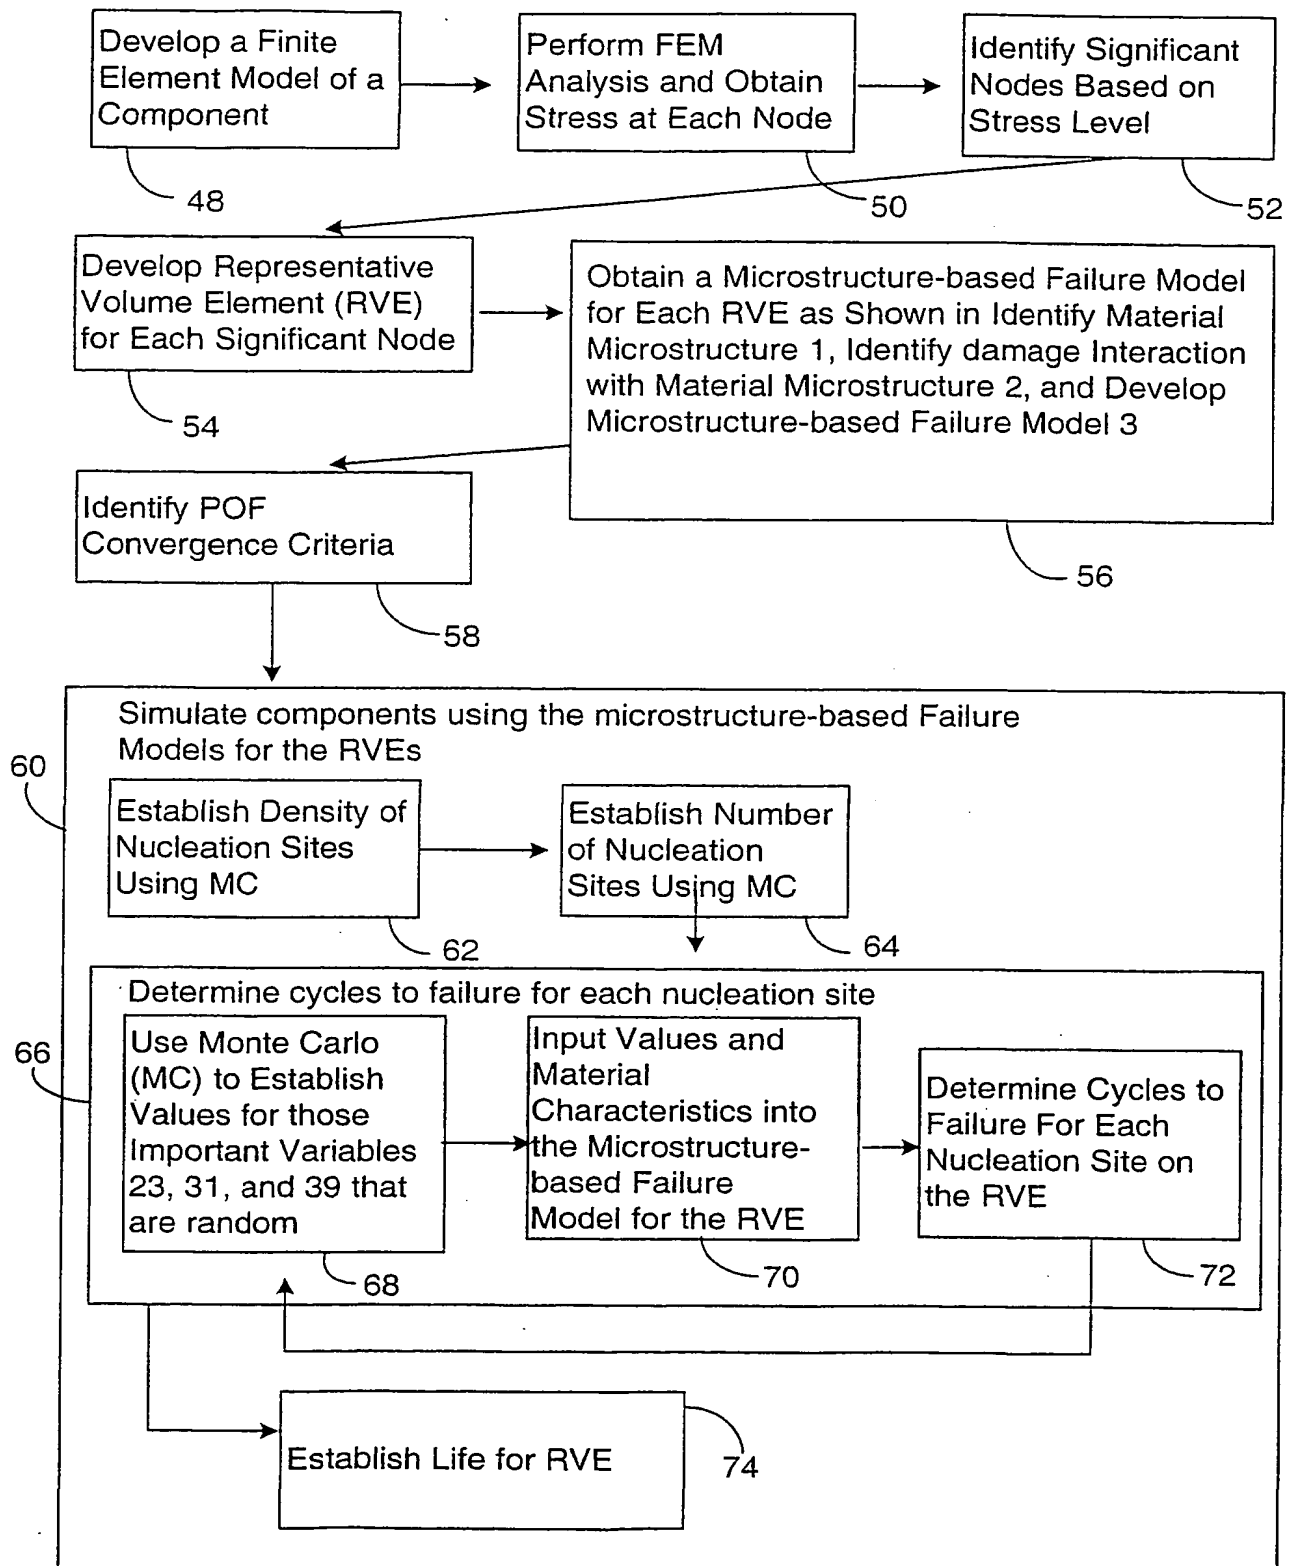 Develop a Finite
Element Model of a
Component
48
Perform FEM
Analysis and Obtain
Stress at Each Node
50
Identify Significant
Nodes Based on
Stress Level
52
Develop Representative
Volume Element (RVE)
for Each Significant Node
54
Obtain a Microstructure-based Failure Model
for Each RVE as Shown in Identify Material
Microstructure 1, Identify damage Interaction
with Material Microstructure 2, and Develop
Microstructure-based Failure Model 3
56
Identify POF
Convergence Criteria
58
60
Simulate components using the microstructure-based Failure
Models for the RVEs
Establish Density of
Nucleation Sites
Using MC
62
Establish Number
of Nucleation
Sites Using MC
64
66
Determine cycles to failure for each nucleation site
Use Monte Carlo
(MC) to Establish
Values for those
Important Variables
23, 31, and 39 that
are random
68
Input Values and
Material
Characteristics into
the Microstructure-
based Failure
Model for the RVE
70
Determine Cycles to
Failure For Each
Nucleation Site on
the RVE
72
Establish Life for RVE
74